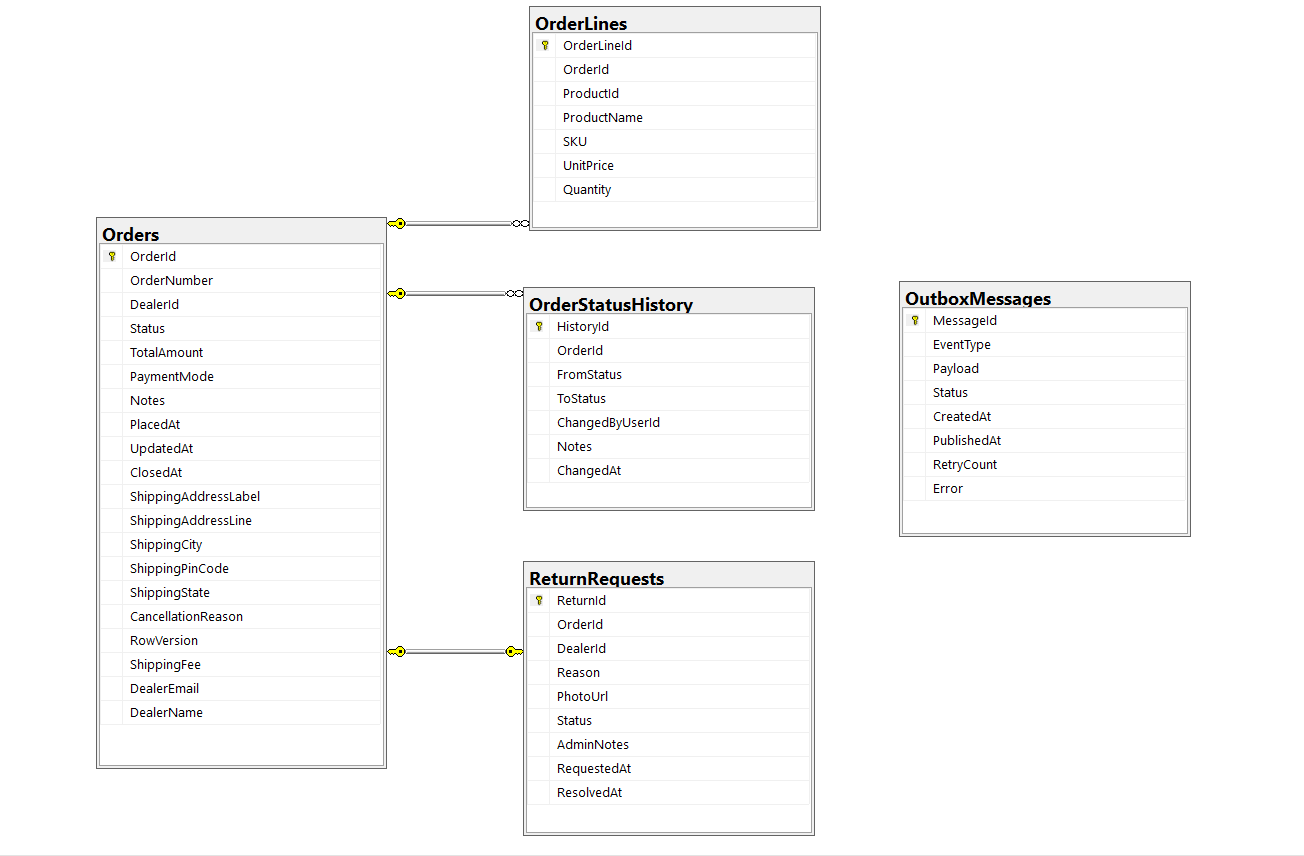 OrderLines
OrderLineId
OrderId
ProductId
ProductName
SKU
UnitPrice
Quantity
Orders
OrderId
OrderNumber
DealerId
Status
TotalAmount
PaymentMode
Notes
PlacedAt
UpdatedAt
ClosedAt
ShippingAddressLabel
ShippingAddressLine
ShippingCity
ShippingPinCode
ShippingState
CancellationReason
RowVersion
ShippingFee
DealerEmail
DealerName
OrderStatusHistory
HistoryId
OrderId
FromStatus
ToStatus
ChangedByUserId
Notes
ChangedAt
OutboxMessages
MessageId
EventType
Payload
Status
CreatedAt
PublishedAt
RetryCount
Error
ReturnRequests
ReturnId
OrderId
DealerId
Reason
PhotoUrl
Status
AdminNotes
RequestedAt
ResolvedAt